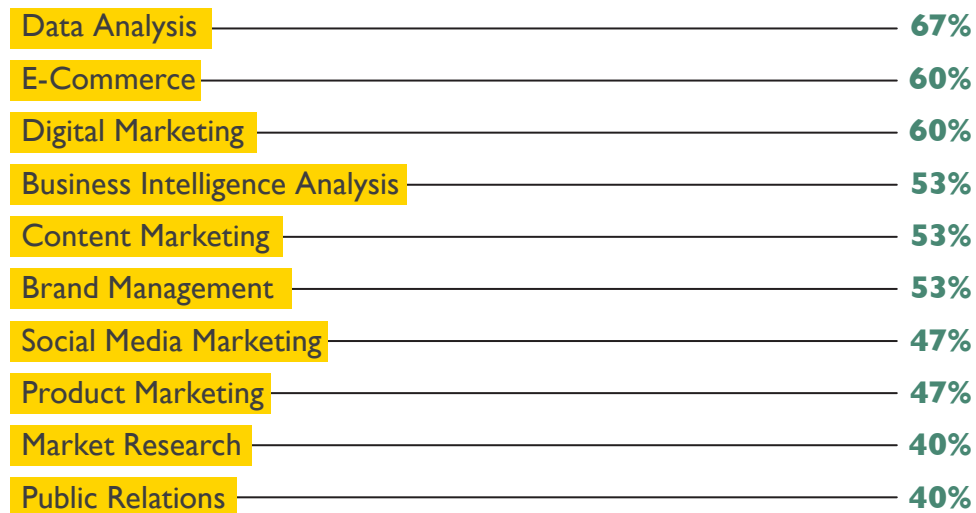 Data Analysis 67%
E-Commerce 60%
Digital Marketing 60%
Business Intelligence Analysis 53%
Content Marketing 53%
Brand Management 53%
Social Media Marketing 47%
Product Marketing 47%
Market Research 40%
Public Relations 40%